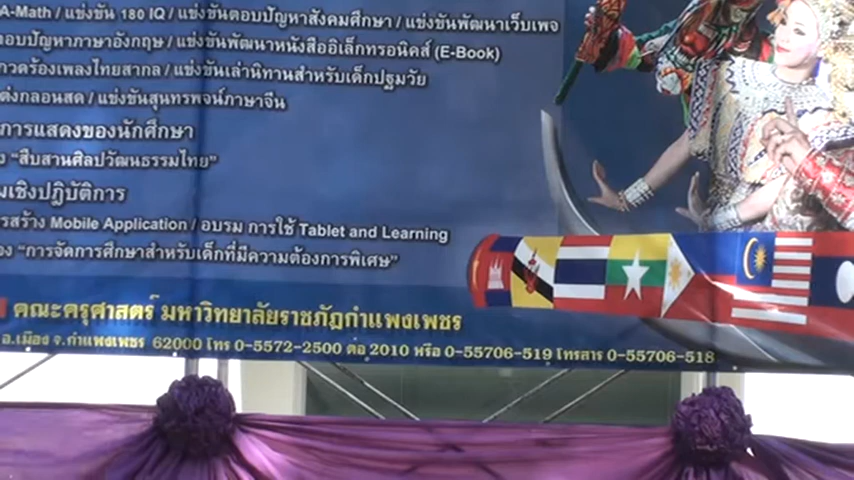 A-Math / แข่งขัน 180 IQ / แข่งขันตอบปัญหาสังคมศึกษา / แข่งขันพัฒนาเว็บเพจ
ตอบปัญหาภาษาอังกฤษ / แข่งขันพัฒนาหนังสืออิเล็กทรอนิคส์ (E-Book)
กวดร้องเพลงไทยสากล / แข่งขันเล่านิทานสำหรับเด็กปฐมวัย
ต่งกลอนสด / แข่งขันสุนทรพจน์ภาษาจีน
การแสดงของนักศึกษา
ง “สืบสานศิลปวัฒนธรรมไทย”
มเชิงปฏิบัติการ
ารสร้าง Mobile Application / อบรม การใช้ Tablet and Learning
อง “การจัดการศึกษาสำหรับเด็กที่มีความต้องการพิเศษ”
คณะครุศาสตร์ มหาวิทยาลัยราชภัฏกำแพงเพชร
อ.เมือง จ.กำแพงเพชร 62000 โทร 0-5572-2500 ต่อ 2010 หรือ 0-55706-519 โทรสาร 0-55706-518